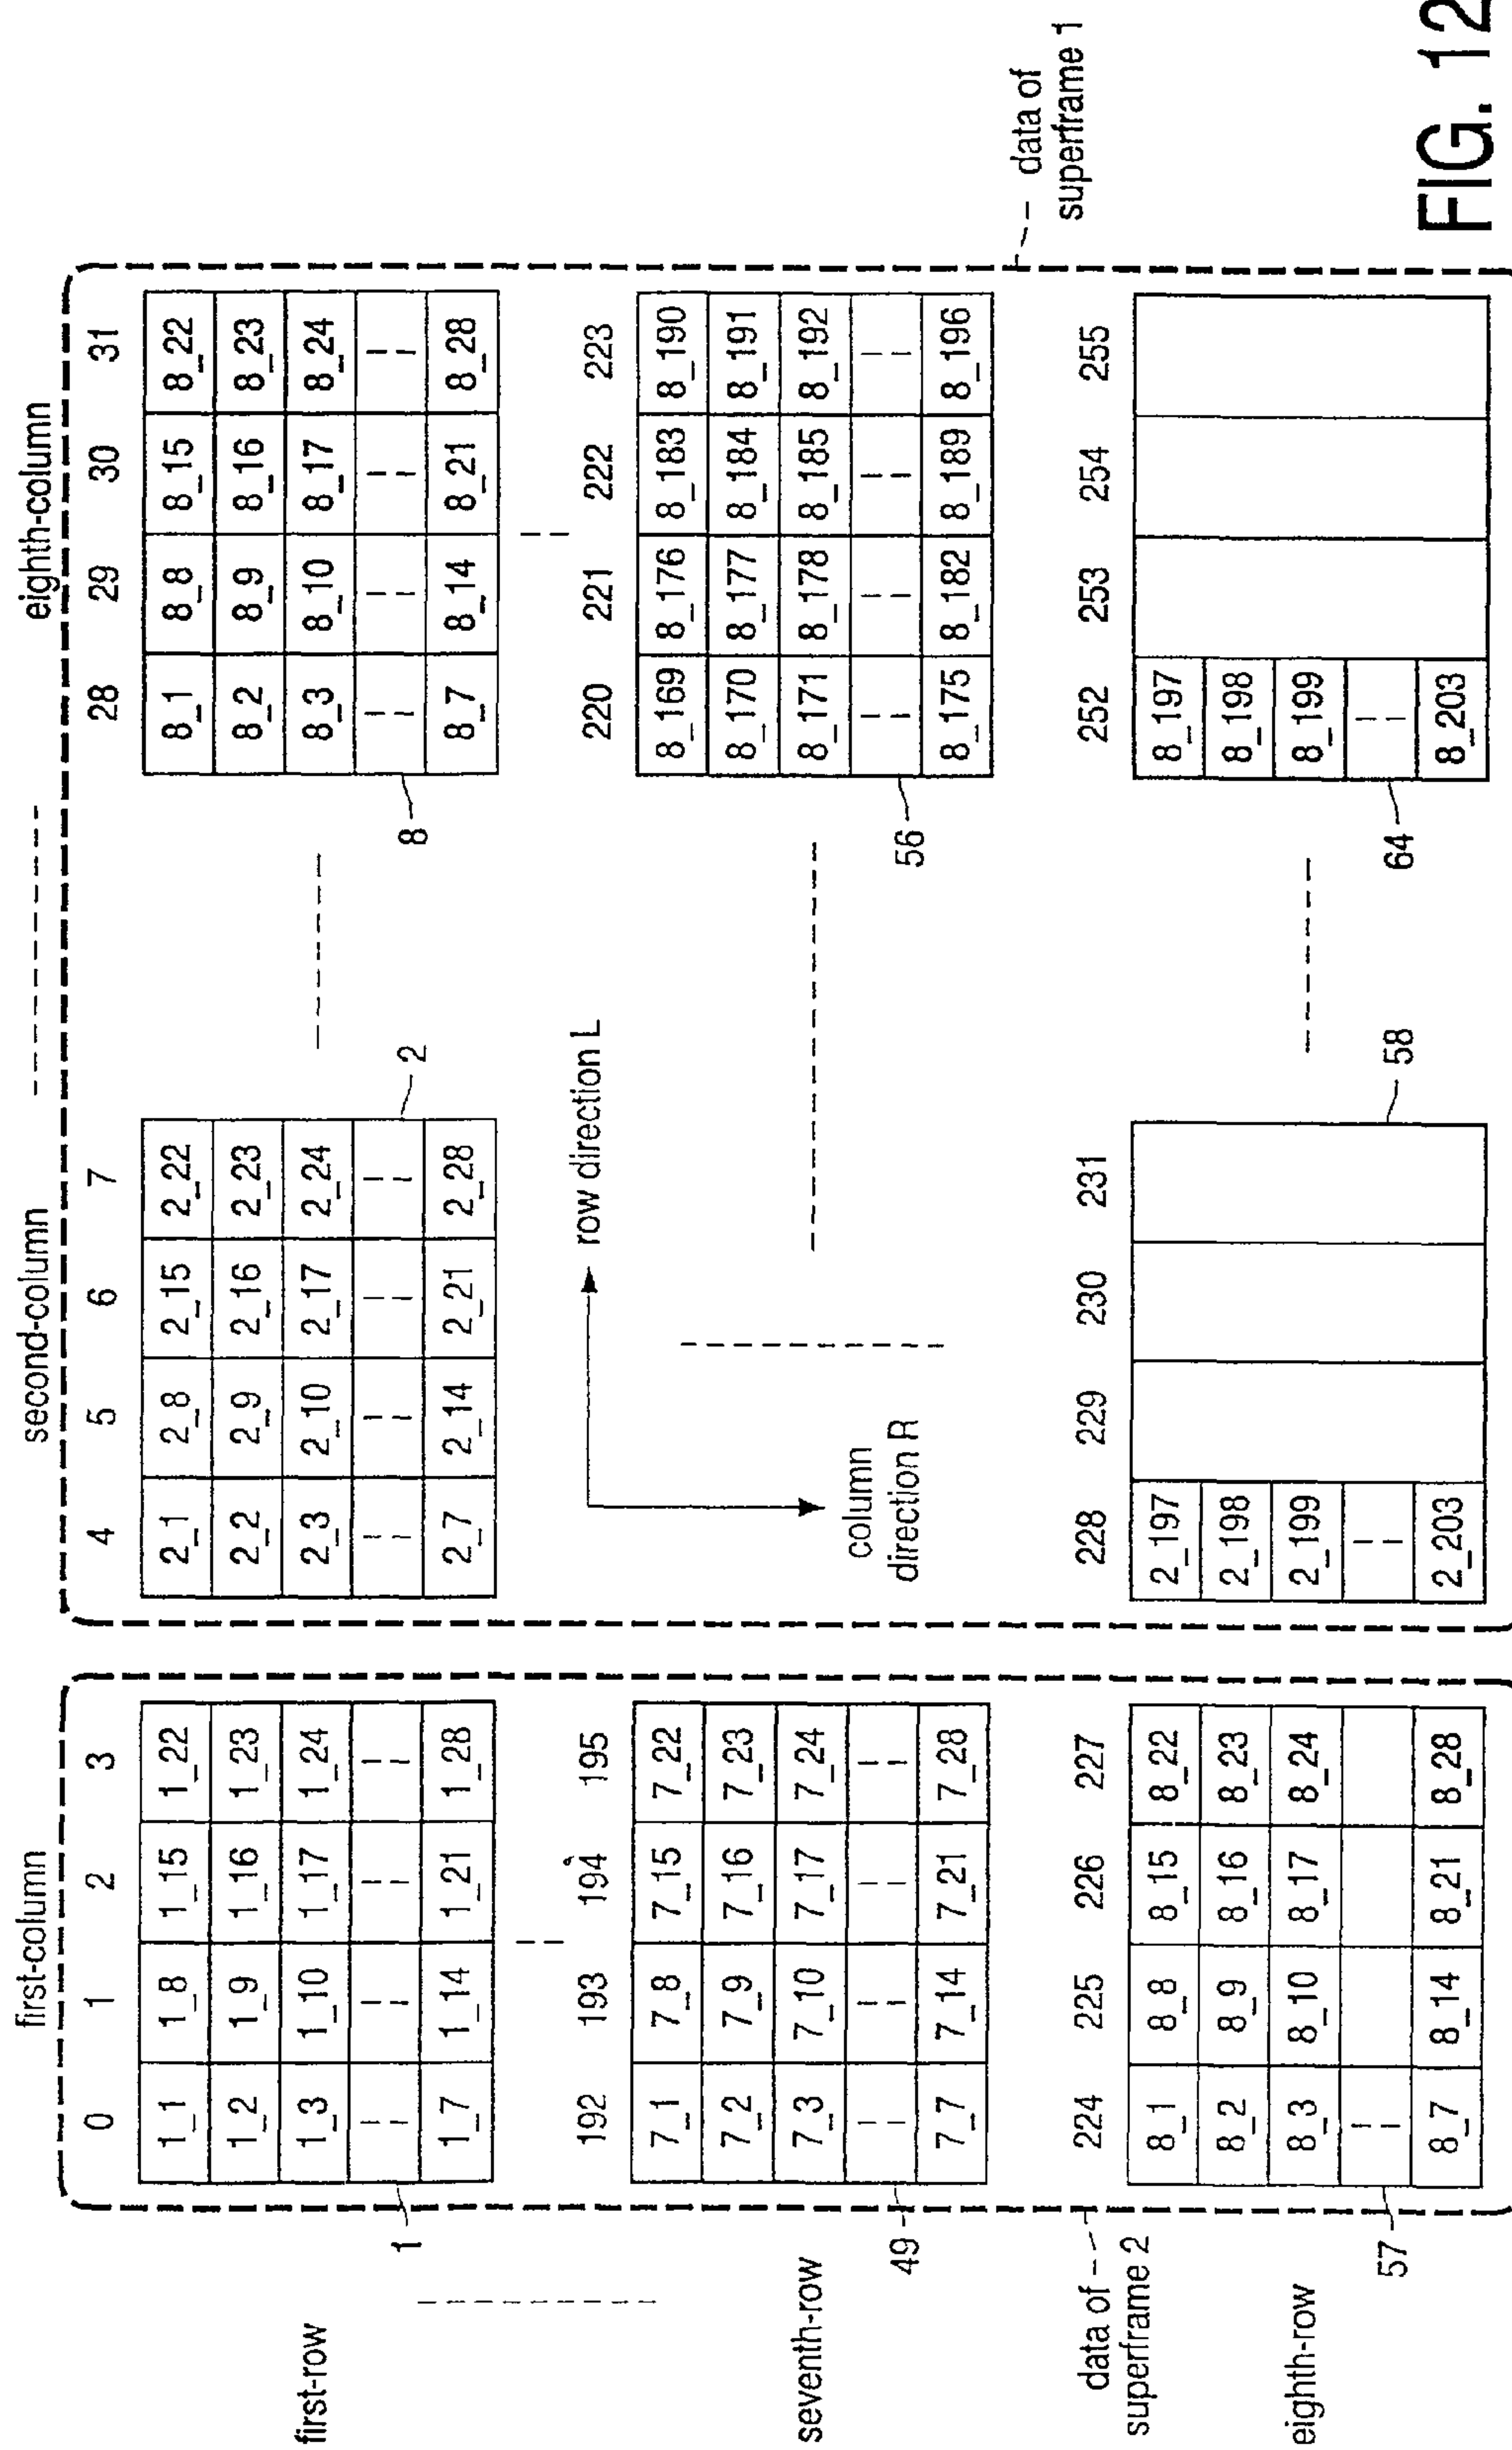 first-column second-column eighth-column
0 1 2 3 4 5 6 7 28 29 30 31
first-row
1_1 1_8 1_15 1_22 2_1 2_8 2_15 2_22 8_1 8_8 8_15 8_22
1_2 1_9 1_16 1_23 2_2 2_9 2_16 2_23 8_2 8_9 8_16 8_23
1_3 1_10 1_17 1_24 2_3 2_10 2_17 2_24 8_3 8_10 8_17 8_24
1_7 1_14 1_21 1_28 2_7 2_14 2_21 2_28 8_7 8_14 8_21 8_28
1 2 8
row direction L
column
direction R
192 193 194 195 220 221 222 223
seventh-row
7_1 7_8 7_15 7_22 8_169 8_176 8_183 8_190
7_2 7_9 7_16 7_23 8_170 8_177 8_184 8_191
7_3 7_10 7_17 7_24 8_171 8_178 8_185 8_192
7_7 7_14 7_21 7_28 8_175 8_182 8_189 8_196
49 56
data of
superframe 2
data of
superframe 1
224 225 226 227 228 229 230 231 252 253 254 255
eighth-row
8_1 8_8 8_15 8_22 2_197 8_197
8_2 8_9 8_16 8_23 2_198 8_198
8_3 8_10 8_17 8_24 2_199 8_199
8_7 8_14 8_21 8_28 2_203 8_203
57 58 64
FIG. 12